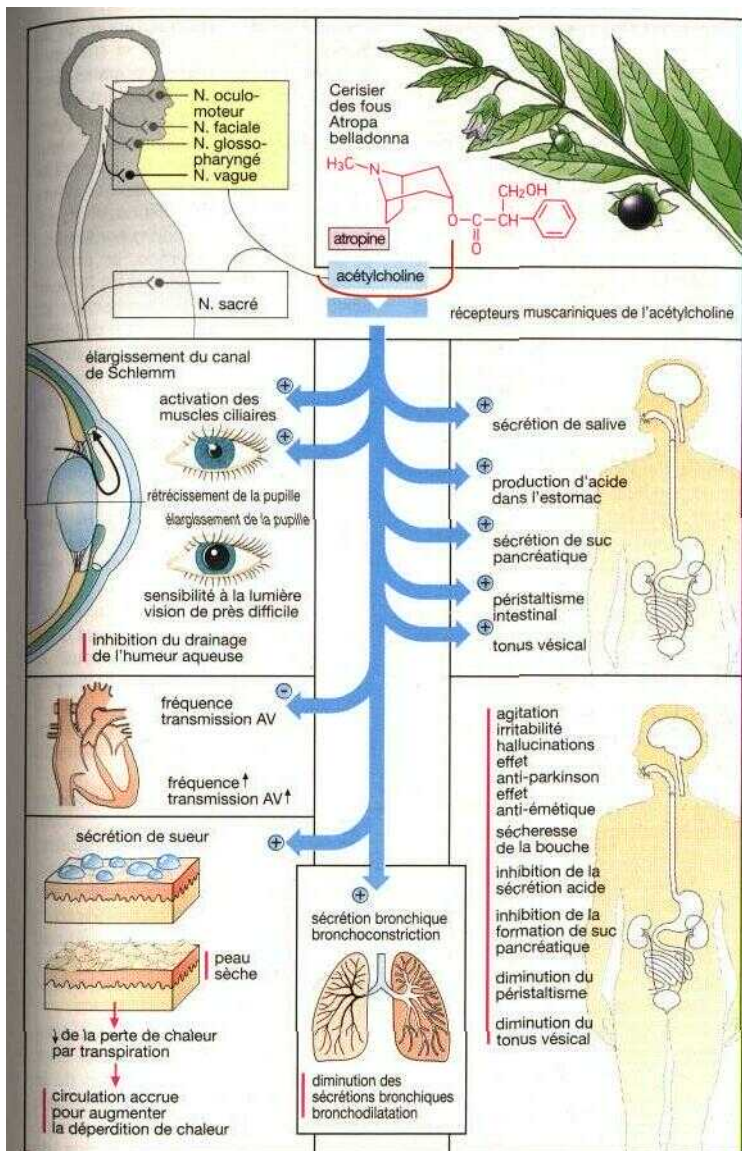 N. oculo-
moteur
N. faciale
N. glosso-
pharyngé
N. vague
N. sacré
Cerisier
des fous
Atropa
belladonna
H₃C
N
CH₂OH
O—C—CH
O
atropine
acétylcholine
récepteurs muscariniques de l'acétylcholine
élargissement du canal
de Schlemm
+
activation des
muscles ciliaires
+
rétrécissement de la pupille
élargissement de la pupille
sensibilité à la lumière
vision de près difficile
inhibition du drainage
de l'humeur aqueuse
+
sécrétion de salive
+
production d'acide
dans l'estomac
+
sécrétion de suc
pancréatique
+
péristaltisme
intestinal
+
tonus vésical
-
fréquence
transmission AV
fréquence↑
transmission AV↑
sécrétion de sueur
+
peau
sèche
↓de la perte de chaleur
par transpiration
circulation accrue
pour augmenter
la déperdition de chaleur
+
sécrétion bronchique
bronchoconstriction
diminution des
sécrétions bronchiques
bronchodilatation
agitation
irritabilité
hallucinations
effet
anti-parkinson
effet
anti-émétique
sécheresse
de la bouche
inhibition de la
sécrétion acide
inhibition de la
formation de suc
pancréatique
diminution du
péristaltisme
diminution du
tonus vésical